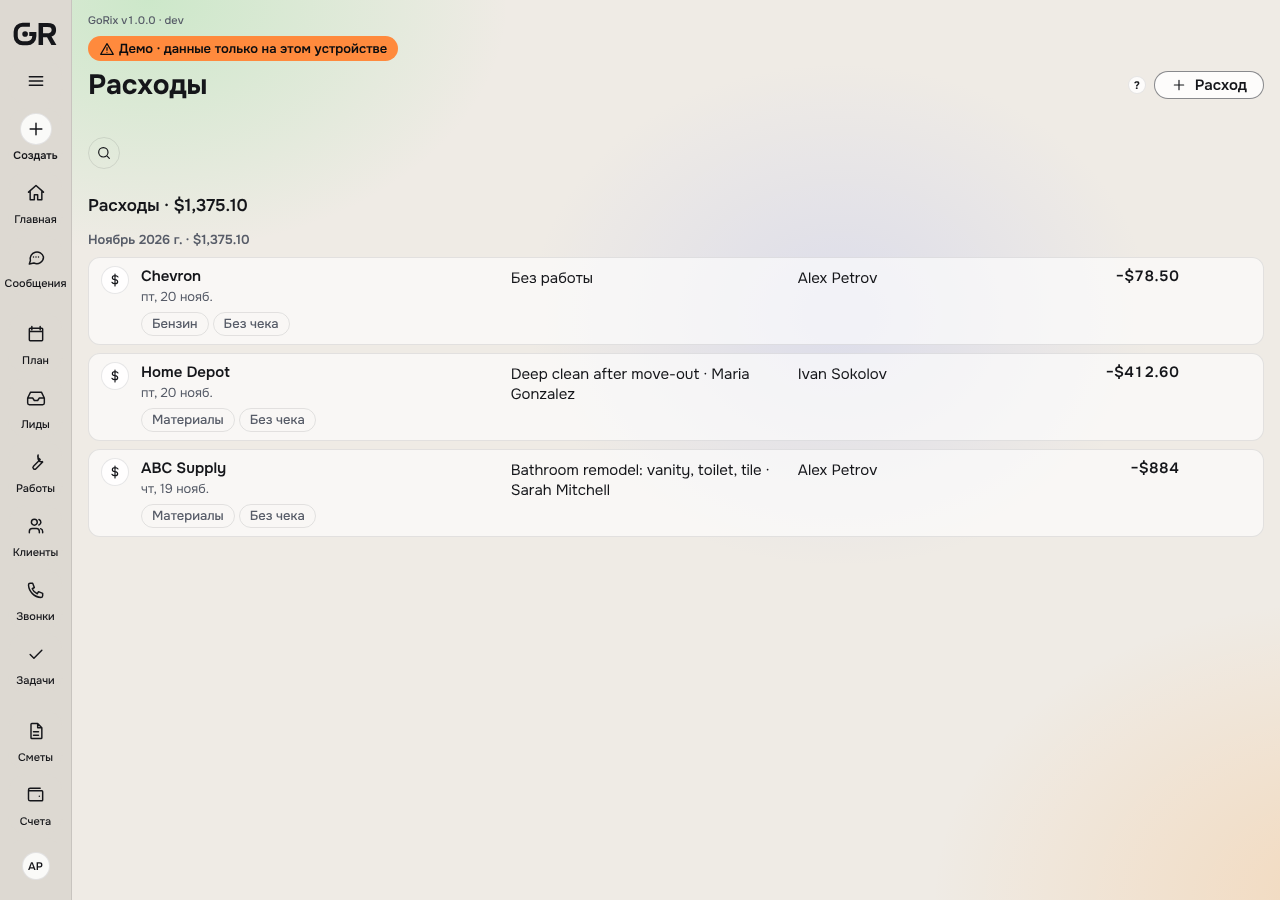 GR
GoRix v1.0.0 · dev
Демо · данные только на этом устройстве
Расходы
?
Расход
Создать
Главная
Сообщения
План
Лиды
Работы
Клиенты
Звонки
Задачи
Сметы
Счета
AP
Расходы · $1,375.10
Ноябрь 2026 г. · $1,375.10
$
Chevron
Без работы
Alex Petrov
-$78.50
пт, 20 нояб.
Бензин
Без чека
$
Home Depot
Deep clean after move-out · Maria
Gonzalez
Ivan Sokolov
-$412.60
пт, 20 нояб.
Материалы
Без чека
$
ABC Supply
Bathroom remodel: vanity, toilet, tile ·
Sarah Mitchell
Alex Petrov
-$884
чт, 19 нояб.
Материалы
Без чека